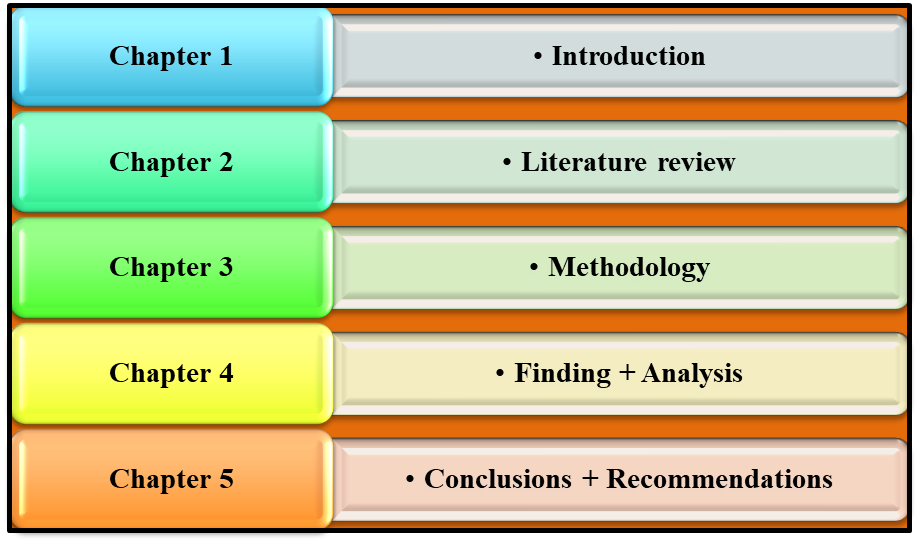 Chapter 1
• Introduction
Chapter 2
• Literature review
Chapter 3
• Methodology
Chapter 4
• Finding + Analysis
Chapter 5
• Conclusions + Recommendations